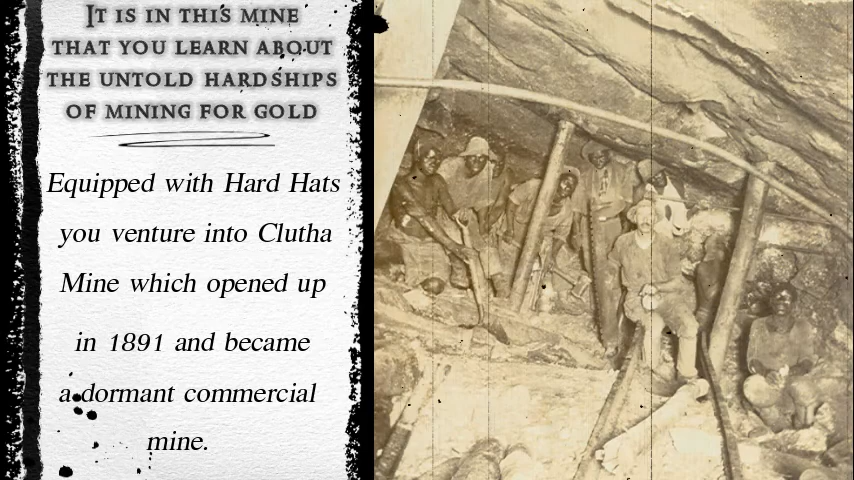 It is in this mine
that you learn about
the untold hardships
of mining for gold
Equipped with Hard Hats
you venture into Clutha
Mine which opened up
in 1891 and became
a dormant commercial
mine.